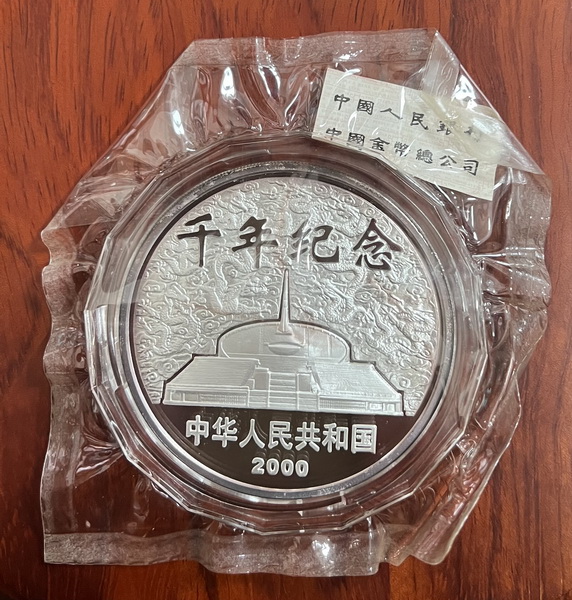 中國人民銀行
中國金幣總公司
千年纪念
中华人民共和国
2000